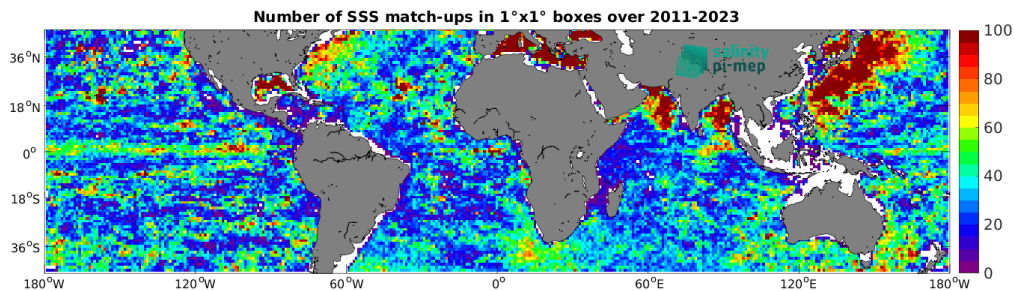 Number of SSS match-ups in 1°x1° boxes over 2011-2023
36°N
18°N
0°
18°S
36°S
180°W
120°W
60°W
0°
60°E
120°E
180°W
salinity
pi-mep
100
80
60
40
20
0